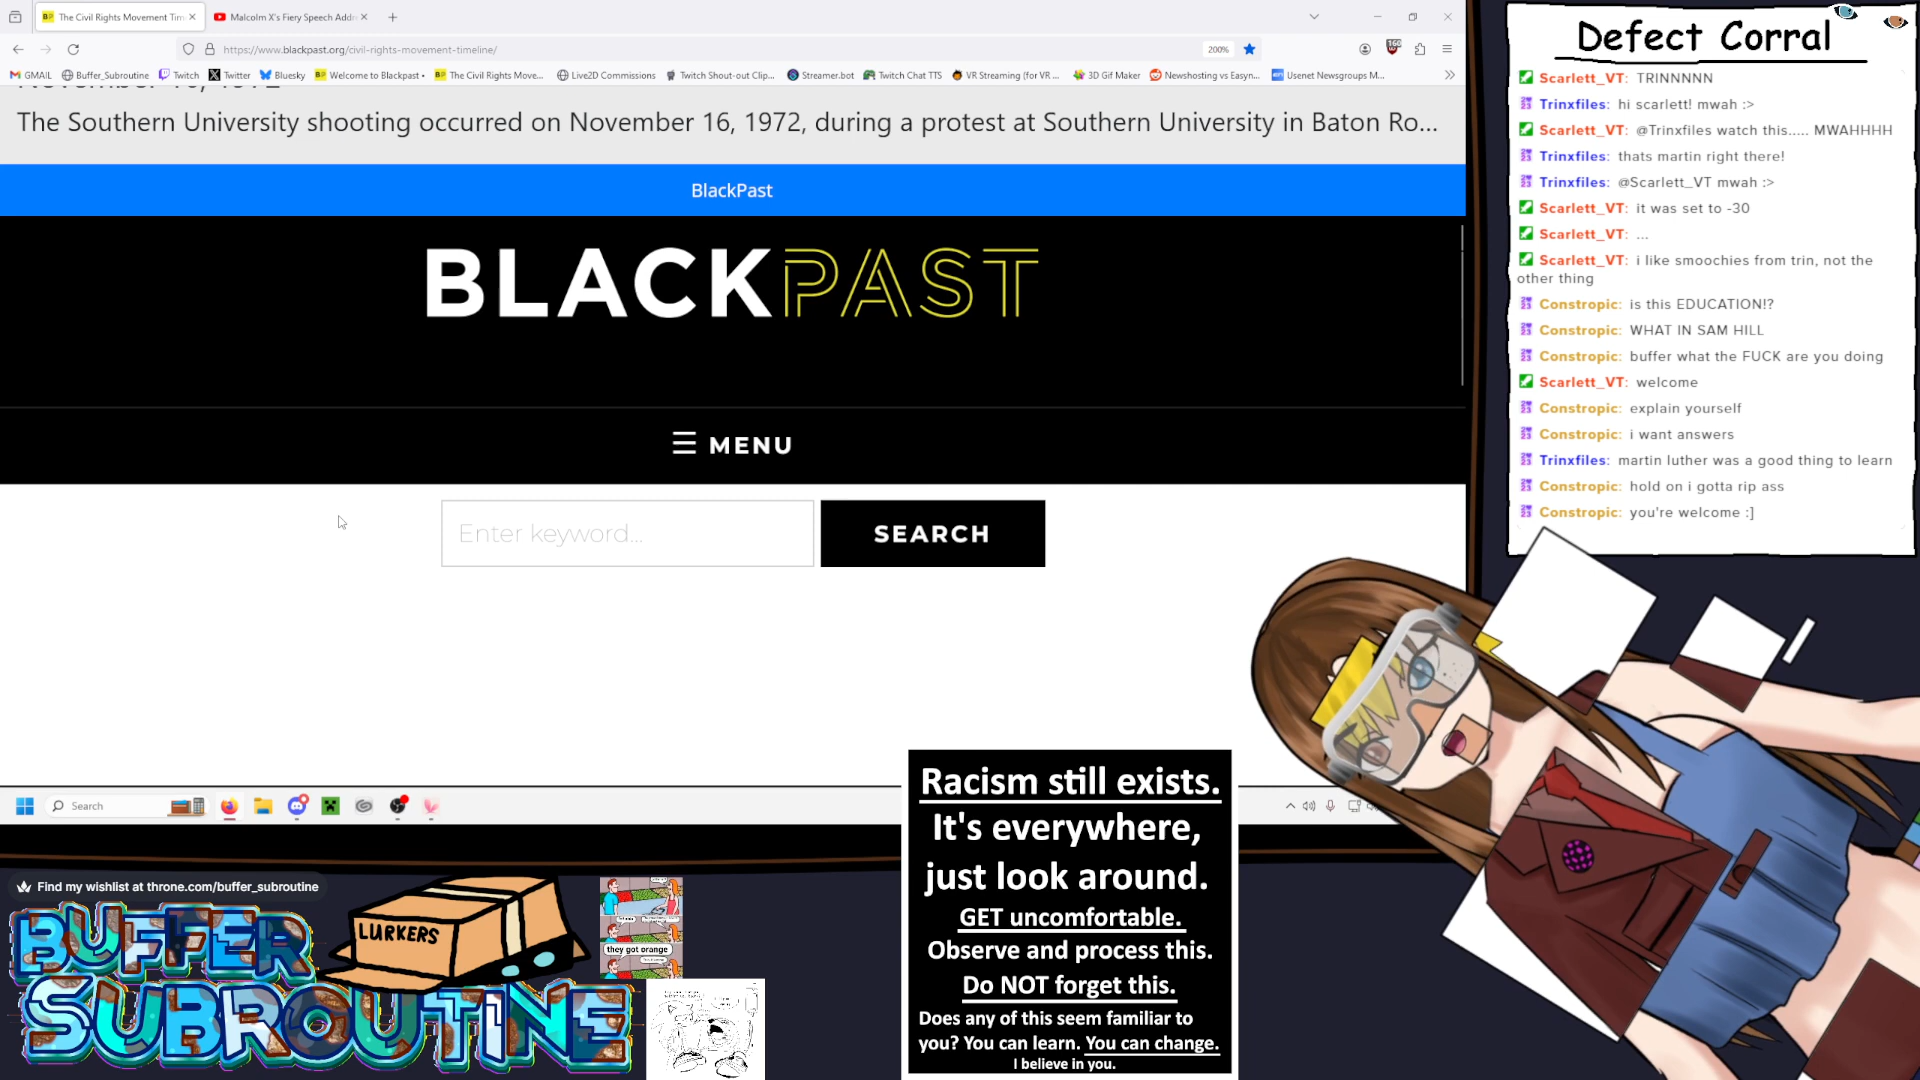 The Civil Rights Movement Tim
Malcolm X's Fiery Speech Addr
https://www.blackpast.org/civil-rights-movement-timeline/
200%
160
GMAIL
Buffer_Subroutine
Twitch
Twitter
Bluesky
Welcome to Blackpast •
The Civil Rights Move...
Live2D Commissions
Twitch Shout-out Clip...
Streamer.bot
Twitch Chat TTS
VR Streaming (for VR ...
3D Gif Maker
Newshosting vs Easyn...
Usenet Newsgroups M...
November 16, 1972
The Southern University shooting occurred on November 16, 1972, during a protest at Southern University in Baton Ro...
BlackPast
BLACKPAST
☰ MENU
Enter keyword...
SEARCH
Search
Defect Corral
Scarlett_VT: TRINNNNN
Trinxfiles: hi scarlett! mwah :>
Scarlett_VT: @Trinxfiles watch this..... MWAHHHH
Trinxfiles: thats martin right there!
Trinxfiles: @Scarlett_VT mwah :>
Scarlett_VT: it was set to -30
Scarlett_VT: ...
Scarlett_VT: i like smoochies from trin, not the
other thing
Constropic: is this EDUCATION!?
Constropic: WHAT IN SAM HILL
Constropic: buffer what the FUCK are you doing
Scarlett_VT: welcome
Constropic: explain yourself
Constropic: i want answers
Trinxfiles: martin luther was a good thing to learn
Constropic: hold on i gotta rip ass
Constropic: you're welcome :]
Find my wishlist at throne.com/buffer_subroutine
BUFFER
SUBROUTINE
LURKERS
they got orange
Racism still exists.
It's everywhere,
just look around.
GET uncomfortable.
Observe and process this.
Do NOT forget this.
Does any of this seem familiar to
you? You can learn. You can change.
I believe in you.